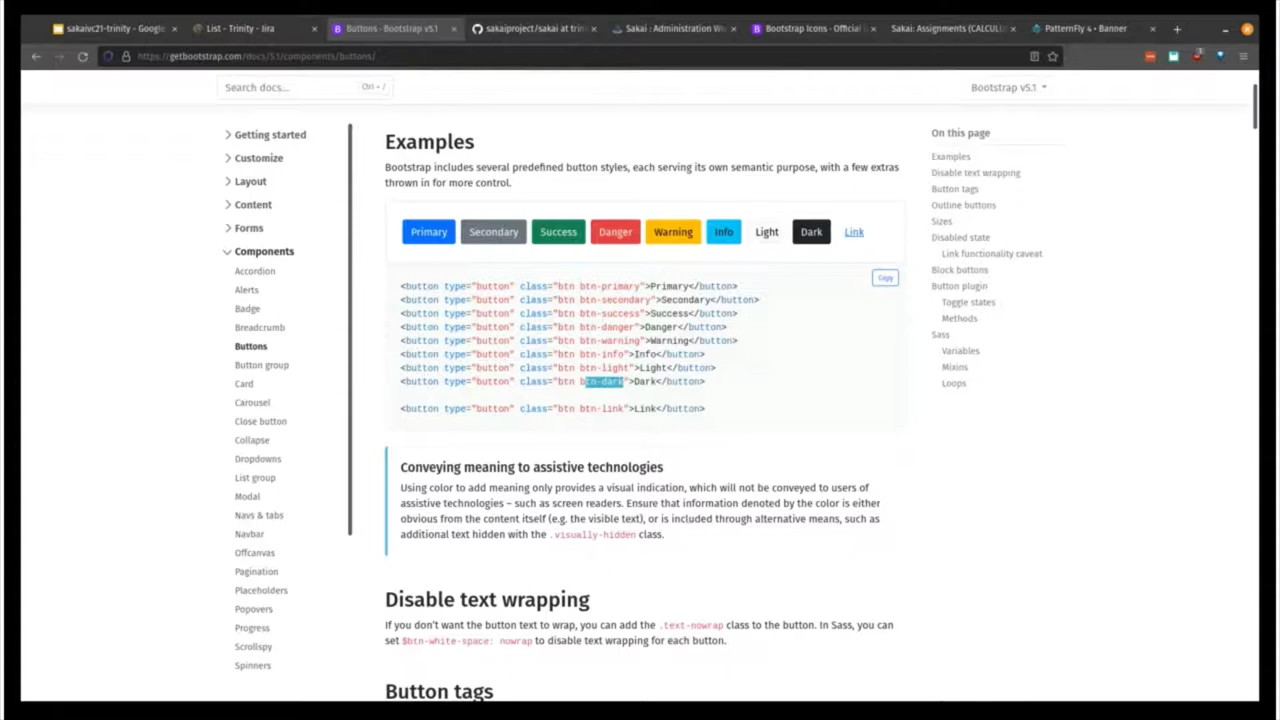 sakaivc21-trinity - Google
List - Trinity - Jira
Buttons - Bootstrap v5.1
sakaiproject/sakai at trin
Sakai : Administration Wo
Bootstrap Icons - Official
Sakai: Assignments (CALCUL
PatternFly 4 • Banner
https://getbootstrap.com/docs/5.1/components/buttons/
Search docs...
Ctrl + /
Bootstrap v5.1
Getting started
Customize
Layout
Content
Forms
Components
Accordion
Alerts
Badge
Breadcrumb
Buttons
Button group
Card
Carousel
Close button
Collapse
Dropdowns
List group
Modal
Navs & tabs
Navbar
Offcanvas
Pagination
Placeholders
Popovers
Progress
Scrollspy
Spinners
Examples
Bootstrap includes several predefined button styles, each serving its own semantic purpose, with a few extras
thrown in for more control.
Primary Secondary Success Danger Warning Info Light Dark Link
Copy
<button type="button" class="btn btn-primary">Primary</button>
<button type="button" class="btn btn-secondary">Secondary</button>
<button type="button" class="btn btn-success">Success</button>
<button type="button" class="btn btn-danger">Danger</button>
<button type="button" class="btn btn-warning">Warning</button>
<button type="button" class="btn btn-info">Info</button>
<button type="button" class="btn btn-light">Light</button>
<button type="button" class="btn btn-dark">Dark</button>
<button type="button" class="btn btn-link">Link</button>
Conveying meaning to assistive technologies
Using color to add meaning only provides a visual indication, which will not be conveyed to users of
assistive technologies – such as screen readers. Ensure that information denoted by the color is either
obvious from the content itself (e.g. the visible text), or is included through alternative means, such as
additional text hidden with the .visually-hidden class.
Disable text wrapping
If you don't want the button text to wrap, you can add the .text-nowrap class to the button. In Sass, you can
set $btn-white-space: nowrap to disable text wrapping for each button.
Button tags
On this page
Examples
Disable text wrapping
Button tags
Outline buttons
Sizes
Disabled state
Link functionality caveat
Block buttons
Button plugin
Toggle states
Methods
Sass
Variables
Mixins
Loops